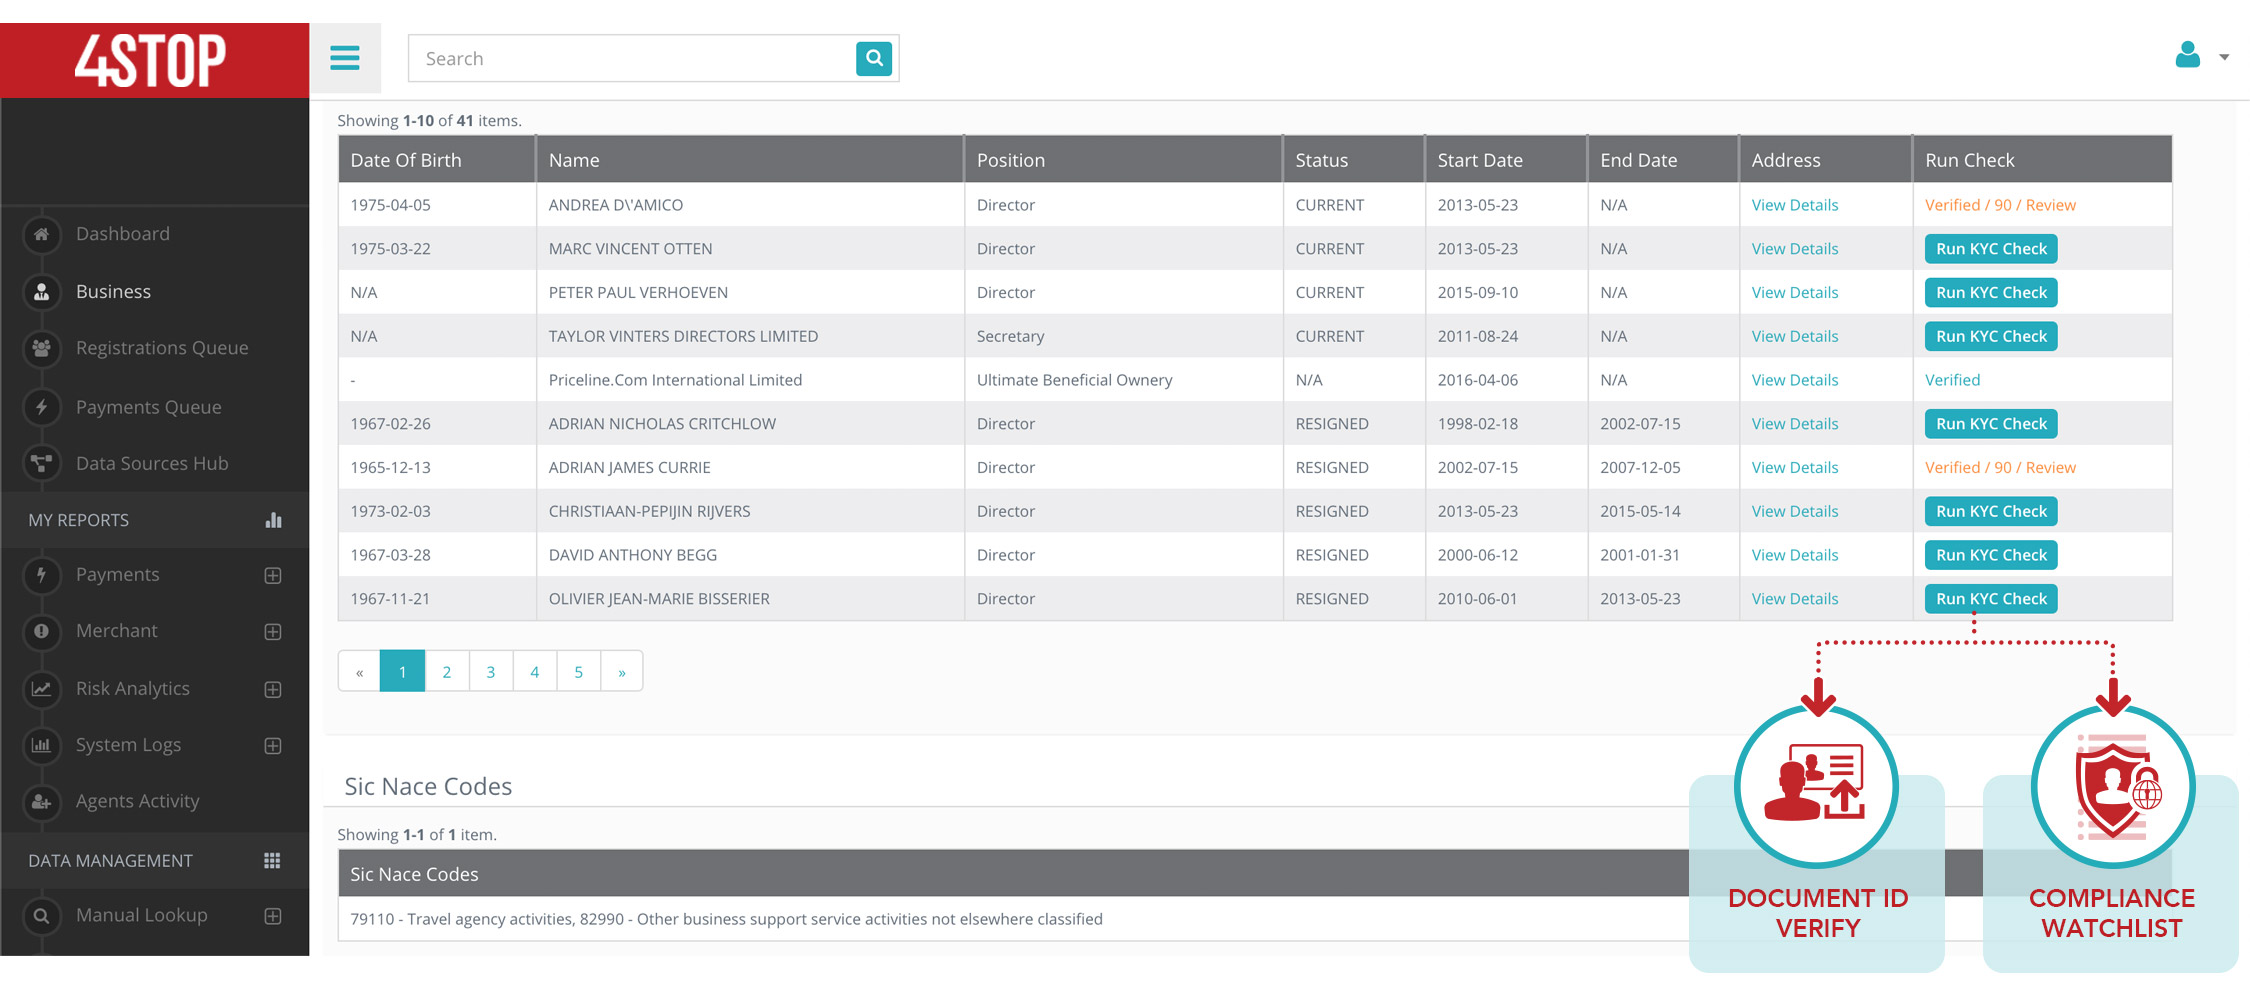 4STOP
Search
Dashboard
Business
Registrations Queue
Payments Queue
Data Sources Hub
MY REPORTS
Payments
Merchant
Risk Analytics
System Logs
Agents Activity
DATA MANAGEMENT
Manual Lookup
Showing 1-10 of 41 items.
Date Of Birth Name Position Status Start Date End Date Address Run Check
1975-04-05 ANDREA D\'AMICO Director CURRENT 2013-05-23 N/A View Details Verified / 90 / Review
1975-03-22 MARC VINCENT OTTEN Director CURRENT 2013-05-23 N/A View Details Run KYC Check
N/A PETER PAUL VERHOEVEN Director CURRENT 2015-09-10 N/A View Details Run KYC Check
N/A TAYLOR VINTERS DIRECTORS LIMITED Secretary CURRENT 2011-08-24 N/A View Details Run KYC Check
- Priceline.Com International Limited Ultimate Beneficial Ownery N/A 2016-04-06 N/A View Details Verified
1967-02-26 ADRIAN NICHOLAS CRITCHLOW Director RESIGNED 1998-02-18 2002-07-15 View Details Run KYC Check
1965-12-13 ADRIAN JAMES CURRIE Director RESIGNED 2002-07-15 2007-12-05 View Details Verified / 90 / Review
1973-02-03 CHRISTIAAN-PEPIJIN RIJVERS Director RESIGNED 2013-05-23 2015-05-14 View Details Run KYC Check
1967-03-28 DAVID ANTHONY BEGG Director RESIGNED 2000-06-12 2001-01-31 View Details Run KYC Check
1967-11-21 OLIVIER JEAN-MARIE BISSERIER Director RESIGNED 2010-06-01 2013-05-23 View Details Run KYC Check
« 1 2 3 4 5 »
Sic Nace Codes
Showing 1-1 of 1 item.
Sic Nace Codes
79110 - Travel agency activities, 82990 - Other business support service activities not elsewhere classified
DOCUMENT ID
VERIFY
COMPLIANCE
WATCHLIST